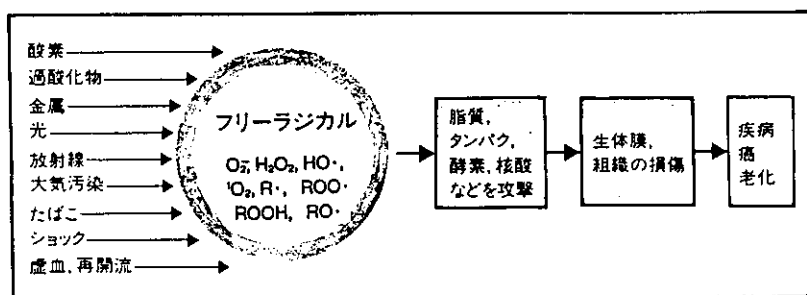 酸素
過酸化物
金属
光
放射線
大気汚染
たばこ
ショック
虚血,再開流
フリーラジカル
O₂⁻, H₂O₂, HO·,
¹O₂, R·, ROO·
ROOH, RO·
脂質,
タンパク,
酵素,核酸
などを攻撃
生体膜,
組織の損傷
疾病
癌
老化